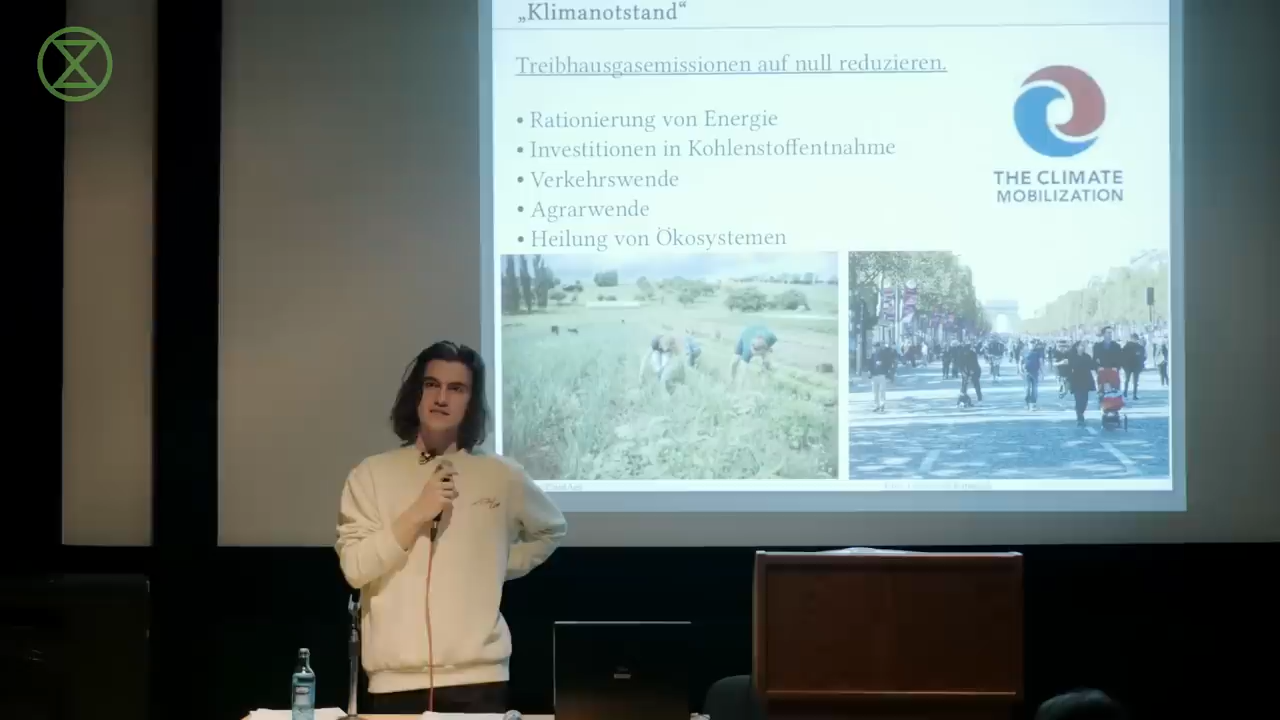 „Klimanotstand“
Treibhausgasemissionen auf null reduzieren.
• Rationierung von Energie
• Investitionen in Kohlenstoffentnahme
• Verkehrswende
• Agrarwende
• Heilung von Ökosystemen
THE CLIMATE
MOBILIZATION